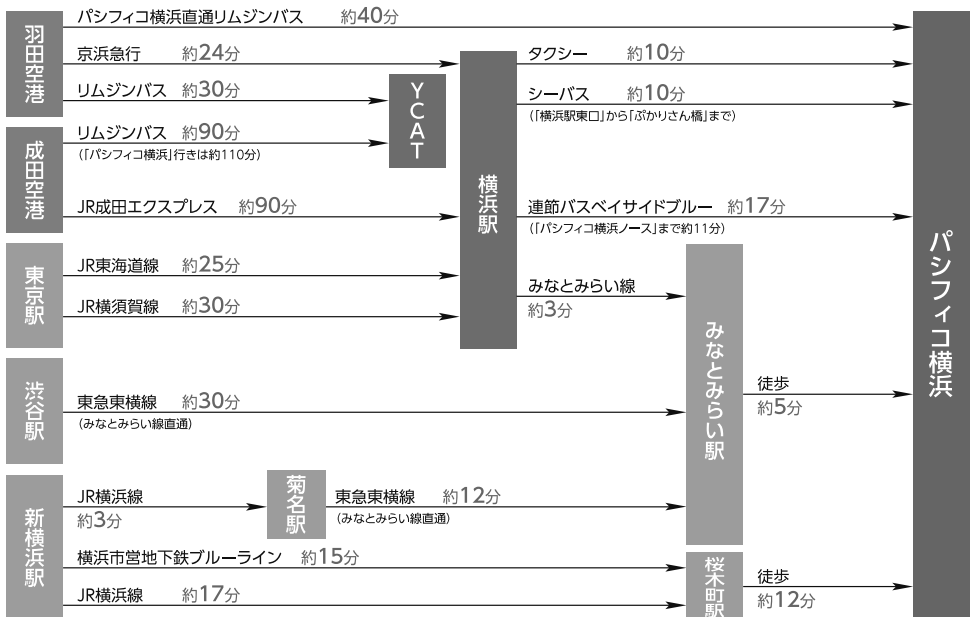 羽田空港
パシフィコ横浜直通リムジンバス 約40分
京浜急行 約24分
リムジンバス 約30分
成田空港
リムジンバス 約90分
(「パシフィコ横浜」行きは約110分)
JR成田エクスプレス 約90分
YCAT
東京駅
JR東海道線 約25分
JR横須賀線 約30分
横浜駅
タクシー 約10分
シーバス 約10分
(「横浜駅東口」から「ぷかりさん橋」まで)
連節バスベイサイドブルー 約17分
(「パシフィコ横浜ノース」まで約11分)
みなとみらい線
約3分
渋谷駅
東急東横線 約30分
(みなとみらい線直通)
新横浜駅
JR横浜線
約3分
菊名駅
東急東横線 約12分
(みなとみらい線直通)
横浜市営地下鉄ブルーライン 約15分
JR横浜線 約17分
みなとみらい駅
徒歩
約5分
桜木町駅
徒歩
約12分
パシフィコ横浜